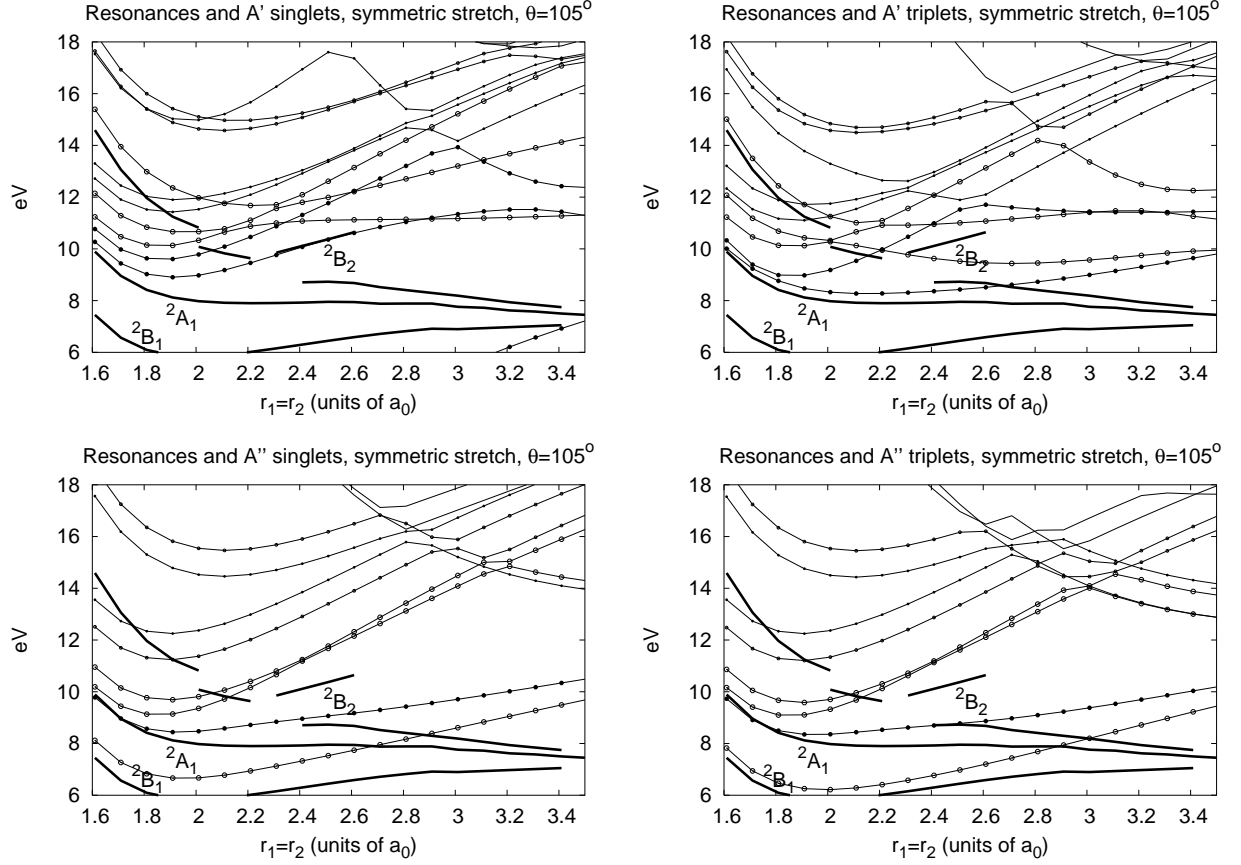 Resonances and A' singlets, symmetric stretch, θ=105°
18
16
14
12
10
8
6
eV
²B₂
²A₁
²B₁
1.6 1.8 2 2.2 2.4 2.6 2.8 3 3.2 3.4
r₁=r₂ (units of a₀)
Resonances and A' triplets, symmetric stretch, θ=105°
18
16
14
12
10
8
6
eV
²B₂
²A₁
²B₁
1.6 1.8 2 2.2 2.4 2.6 2.8 3 3.2 3.4
r₁=r₂ (units of a₀)
Resonances and A'' singlets, symmetric stretch, θ=105°
18
16
14
12
10
8
6
eV
²B₂
²A₁
²B₁
1.6 1.8 2 2.2 2.4 2.6 2.8 3 3.2 3.4
r₁=r₂ (units of a₀)
Resonances and A'' triplets, symmetric stretch, θ=105°
18
16
14
12
10
8
6
eV
²B₂
²A₁
²B₁
1.6 1.8 2 2.2 2.4 2.6 2.8 3 3.2 3.4
r₁=r₂ (units of a₀)